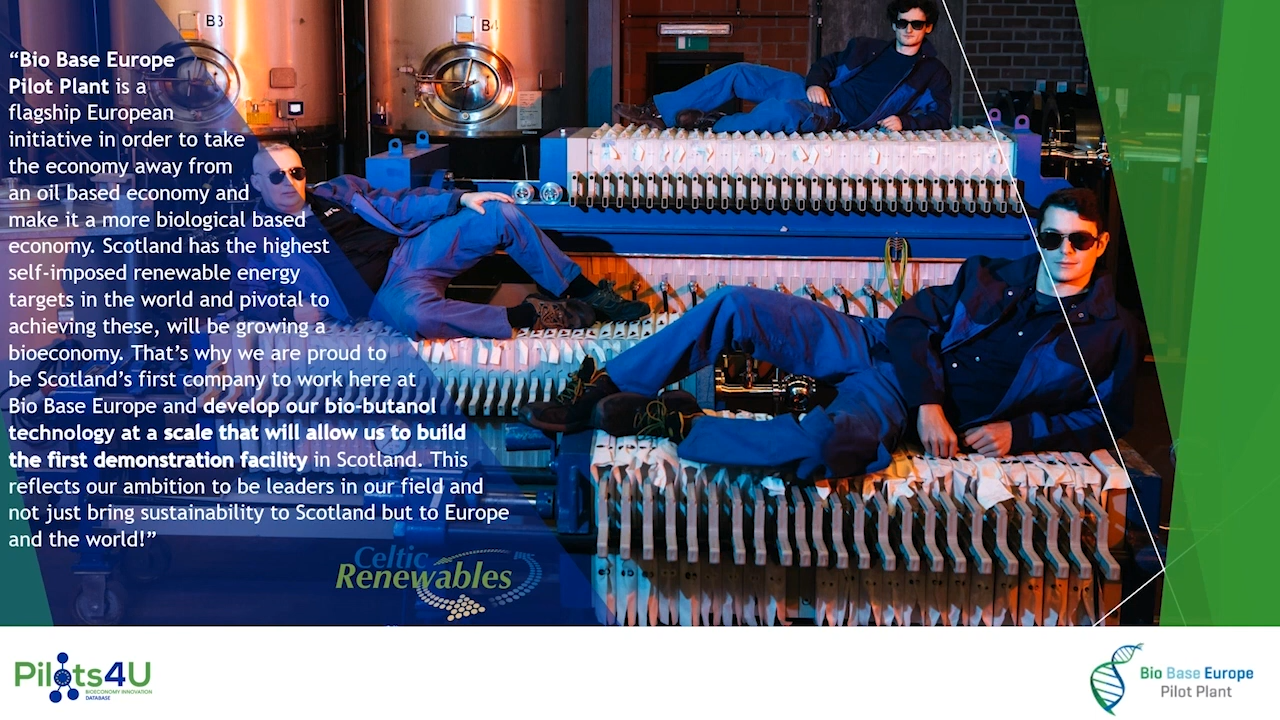 B3
B4
“Bio Base Europe
Pilot Plant is a
flagship European
initiative in order to take
the economy away from
an oil based economy and
make it a more biological based
economy. Scotland has the highest
self-imposed renewable energy
targets in the world and pivotal to
achieving these, will be growing a
bioeconomy. That’s why we are proud to
be Scotland’s first company to work here at
Bio Base Europe and develop our bio-butanol
technology at a scale that will allow us to build
the first demonstration facility in Scotland. This
reflects our ambition to be leaders in our field and
not just bring sustainability to Scotland but to Europe
and the world!”
Celtic
Renewables
Pilots4U
BIOECONOMY INNOVATION
DATABASE
Bio Base Europe
Pilot Plant